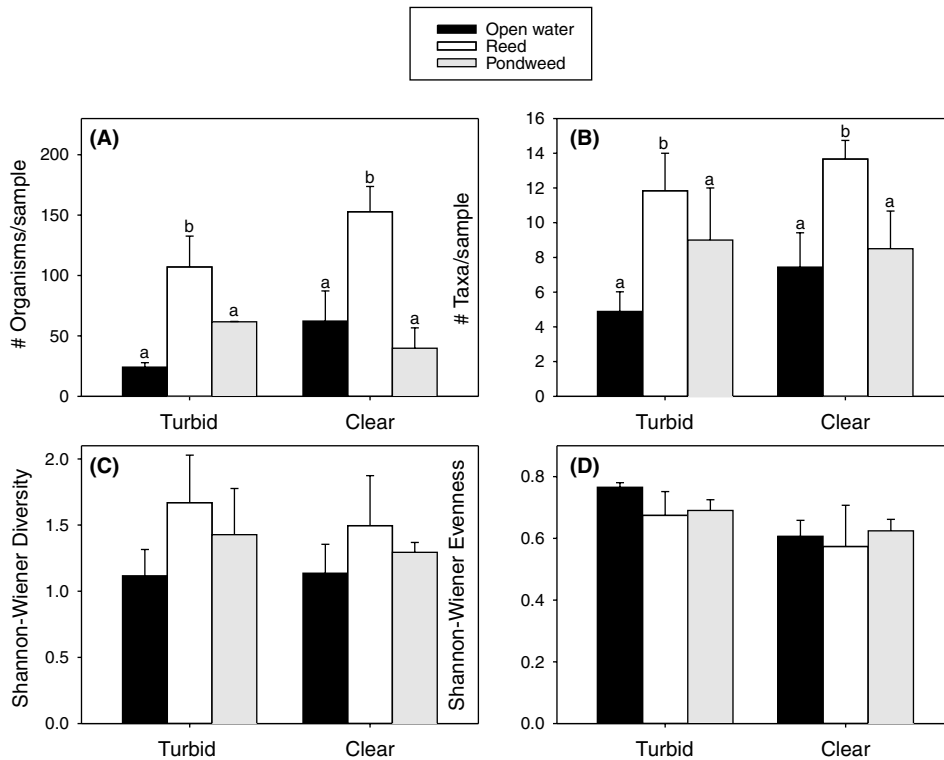 Open water
Reed
Pondweed
(A)
# Organisms/sample
200
150
100
50
0
a
b
a
a
b
a
Turbid
Clear
(B)
# Taxa/sample
16
14
12
10
8
6
4
2
0
a
b
a
a
b
a
Turbid
Clear
(C)
Shannon-Wiener Diversity
2.0
1.5
1.0
0.5
0.0
Turbid
Clear
(D)
Shannon-Wiener Evenness
0.8
0.6
0.4
0.2
0.0
Turbid
Clear